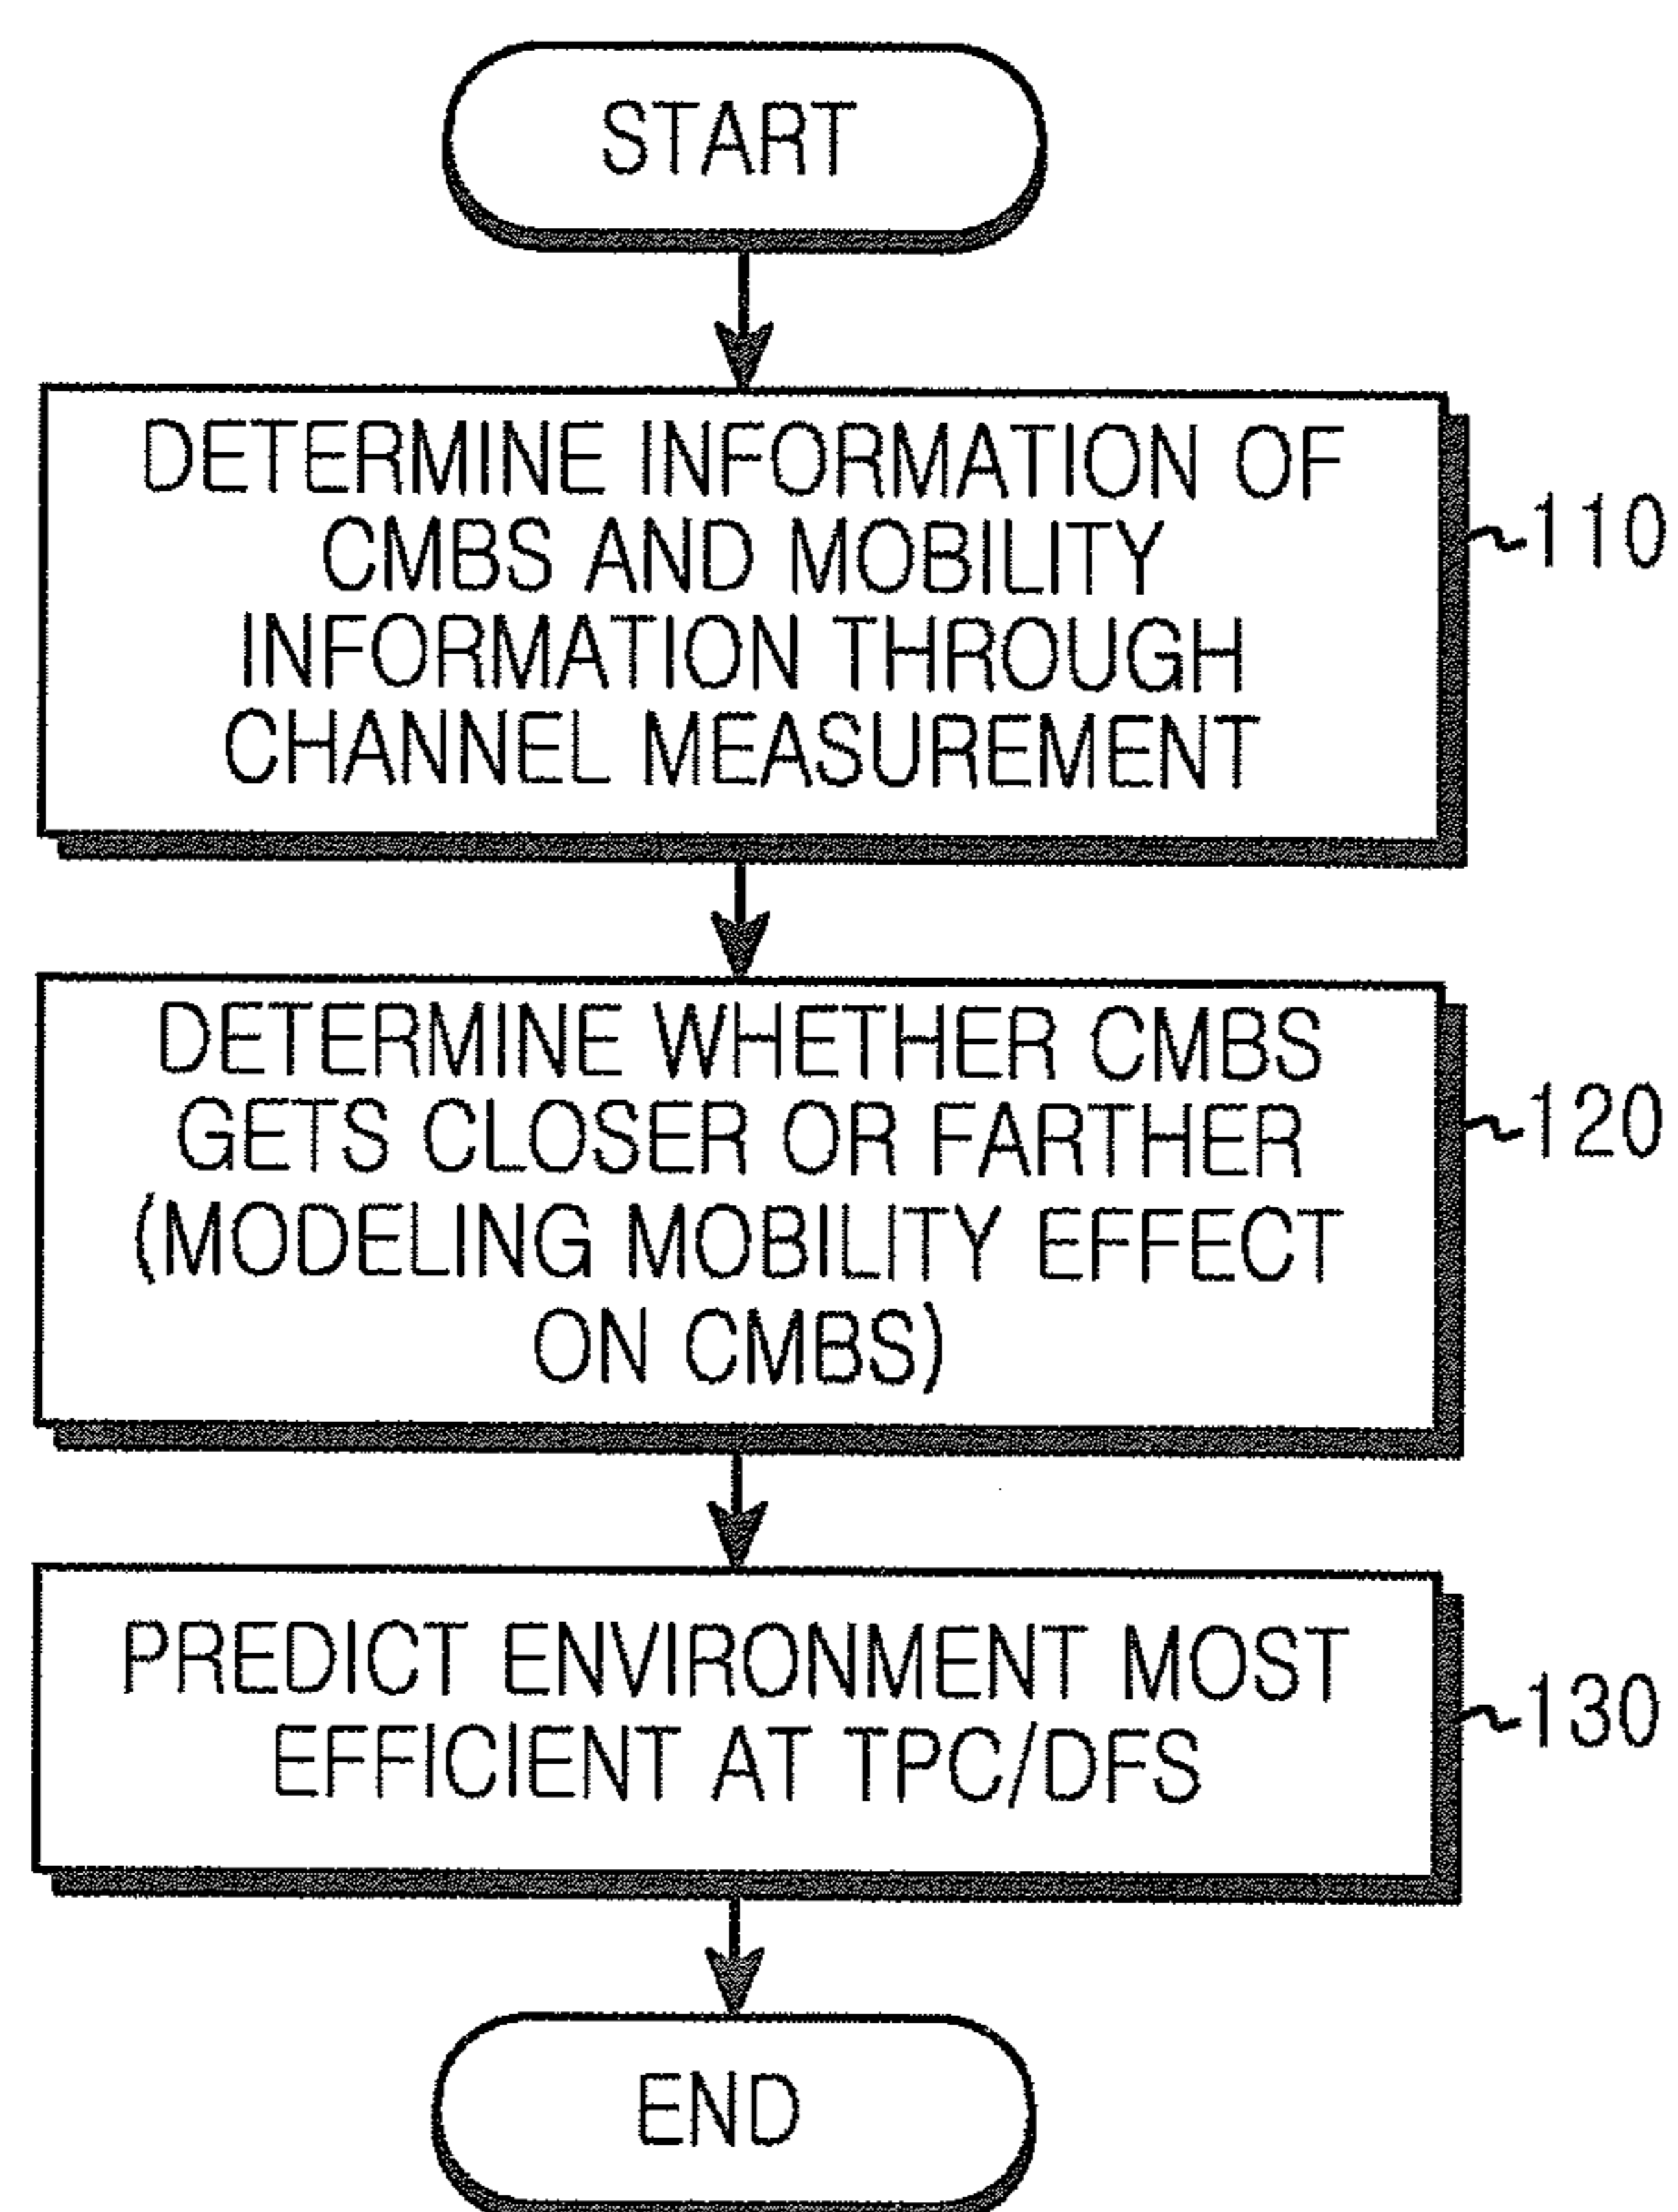 START
DETERMINE INFORMATION OF
CMBS AND MOBILITY
INFORMATION THROUGH
CHANNEL MEASUREMENT
110
DETERMINE WHETHER CMBS
GETS CLOSER OR FARTHER
(MODELING MOBILITY EFFECT
ON CMBS)
120
PREDICT ENVIRONMENT MOST
EFFICIENT AT TPC/DFS
130
END